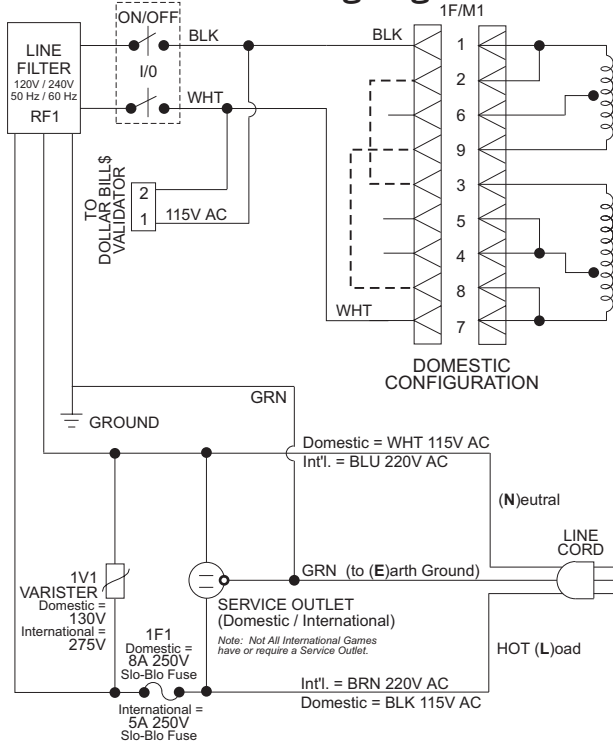 ON/OFF
I/0
LINE
FILTER
120V / 240V
50 Hz / 60 Hz
RF1
BLK
WHT
BLK
1F/M1
1
2
6
9
3
5
4
8
7
WHT
DOMESTIC
CONFIGURATION
TO
DOLLAR BILL$
VALIDATOR
2
1
115V AC
GRN
GROUND
Domestic = WHT 115V AC
Int'l. = BLU 220V AC
(N)eutral
LINE
CORD
GRN (to (E)arth Ground)
1V1
VARISTER
Domestic =
130V
International =
275V
SERVICE OUTLET
(Domestic / International)
Note: Not All International Games
have or require a Service Outlet.
HOT (L)oad
1F1
Domestic =
8A 250V
Slo-Blo Fuse
International =
5A 250V
Slo-Blo Fuse
Int'l. = BRN 220V AC
Domestic = BLK 115V AC